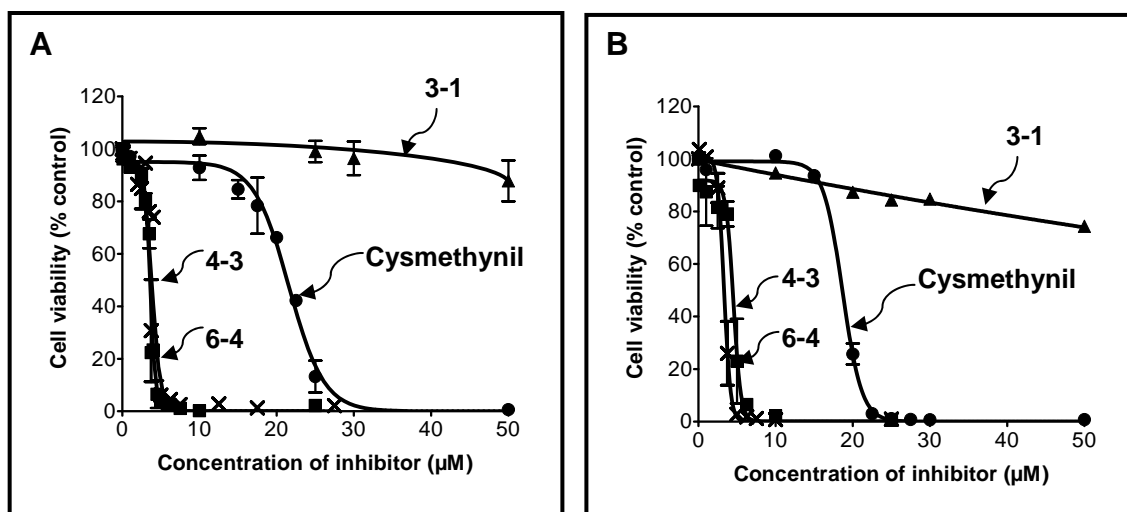 A
3-1
120
100
80
60
40
20
0
Cell viability (% control)
Cysmethynil
4-3
6-4
0 10 20 30 40 50
Concentration of inhibitor (µM)
B
3-1
120
100
80
60
40
20
0
Cell viability (% control)
Cysmethynil
4-3
6-4
0 10 20 30 40 50
Concentration of inhibitor (µM)